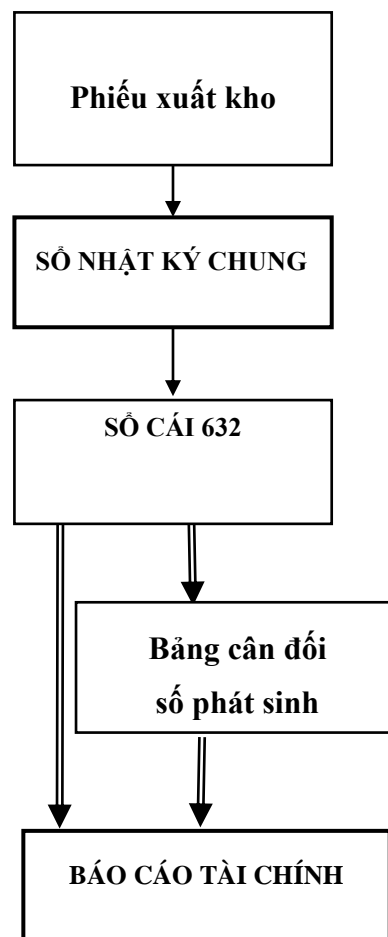 Phiếu xuất kho
SỔ NHẬT KÝ CHUNG
SỔ CÁI 632
Bảng cân đối
số phát sinh
BÁO CÁO TÀI CHÍNH